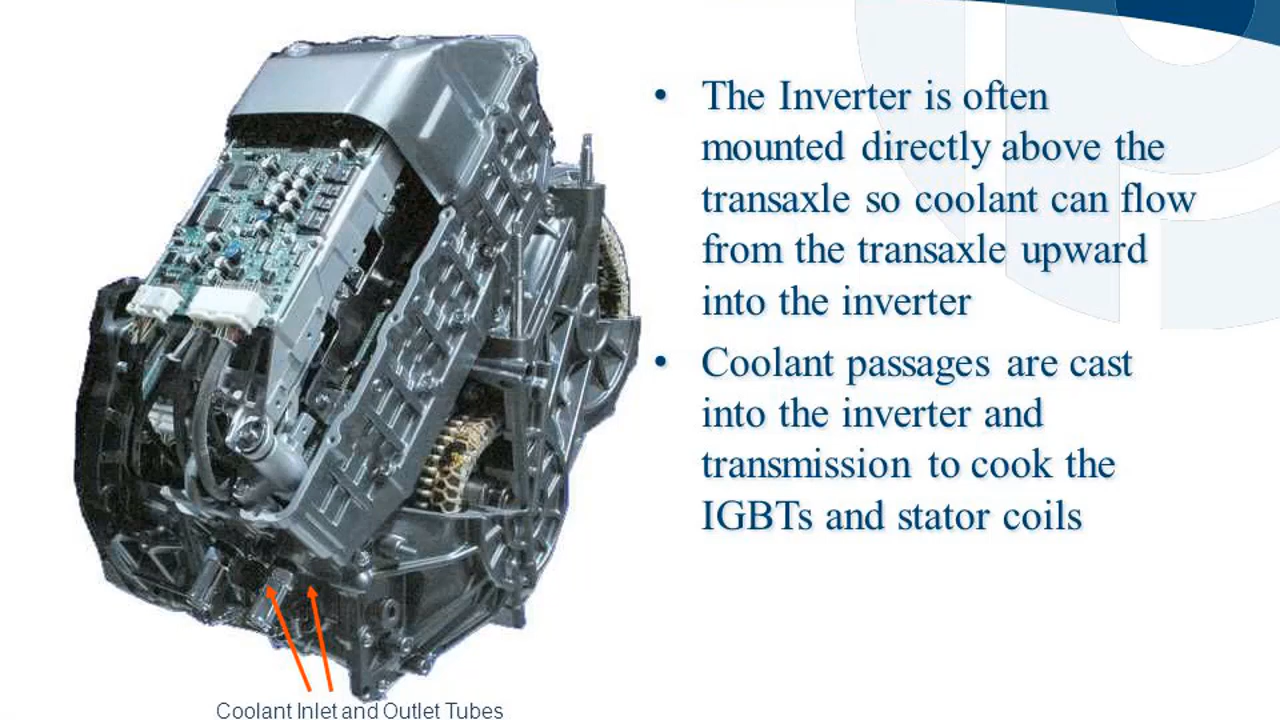 • The Inverter is often
mounted directly above the
transaxle so coolant can flow
from the transaxle upward
into the inverter
• Coolant passages are cast
into the inverter and
transmission to cook the
IGBTs and stator coils
Coolant Inlet and Outlet Tubes